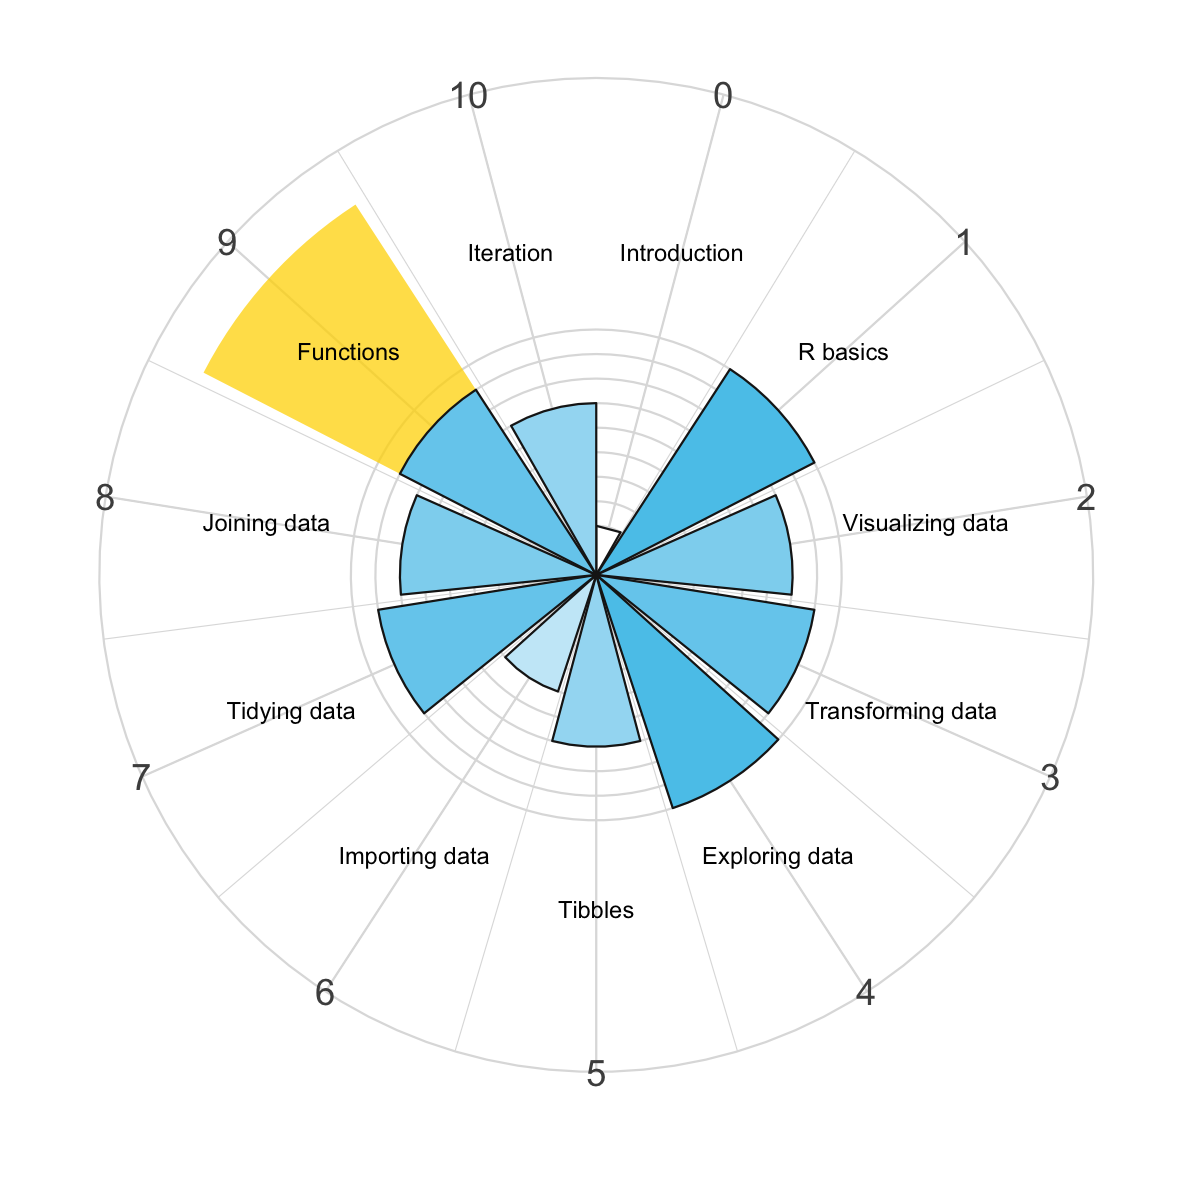 10
0
9
Iteration
Introduction
1
Functions
R basics
8
Joining data
Visualizing data
2
Tidying data
Transforming data
7
3
Importing data
Exploring data
Tibbles
6
4
5